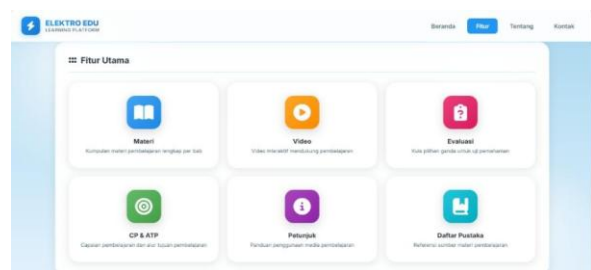 ELEKTRO EDU
LEARNING PLATFORM
Beranda Fitur Tentang Kontak
Fitur Utama
Materi Video Evaluasi
Kumpulan materi pembelajaran lengkap per bab Video interaktif mendukung pembelajaran Kuis pilihan ganda untuk uji pemahaman
CP & ATP Petunjuk Daftar Pustaka
Capaian pembelajaran dan alur tujuan pembelajaran Panduan penggunaan media pembelajaran Referensi sumber materi pembelajaran